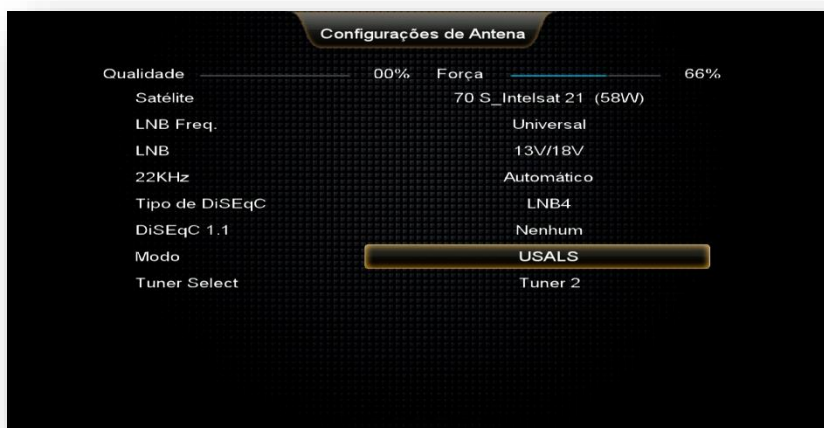 Configurações de Antena
Qualidade 00% Força 66%
Satélite 70 S_Intelsat 21 (58W)
LNB Freq. Universal
LNB 13V/18V
22KHz Automático
Tipo de DiSEqC LNB4
DiSEqC 1.1 Nenhum
Modo USALS
Tuner Select Tuner 2